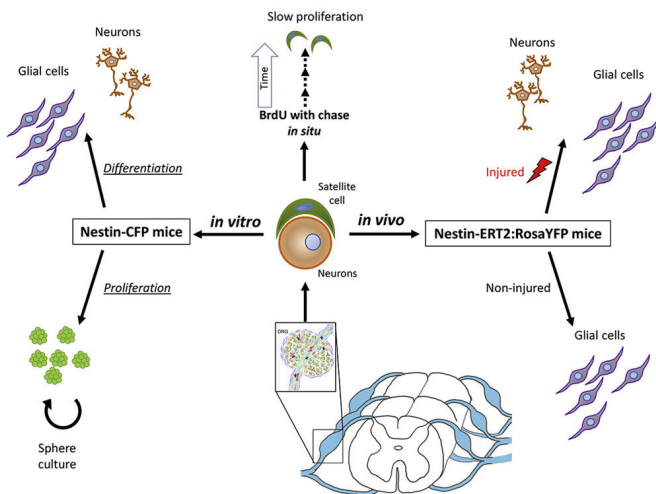 Slow proliferation
Time
BrdU with chase
in situ
Neurons
Glial cells
Differentiation
Nestin-CFP mice
Proliferation
Sphere
culture
in vitro
Satellite
cell
Neurons
in vivo
DRG
Neurons
Glial cells
Injured
Nestin-ERT2:RosaYFP mice
Non-injured
Glial cells